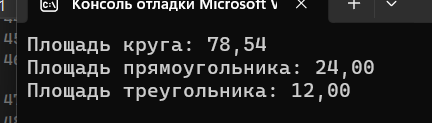 Консоль отладки Microsoft V
Площадь круга: 78,54
Площадь прямоугольника: 24,00
Площадь треугольника: 12,00